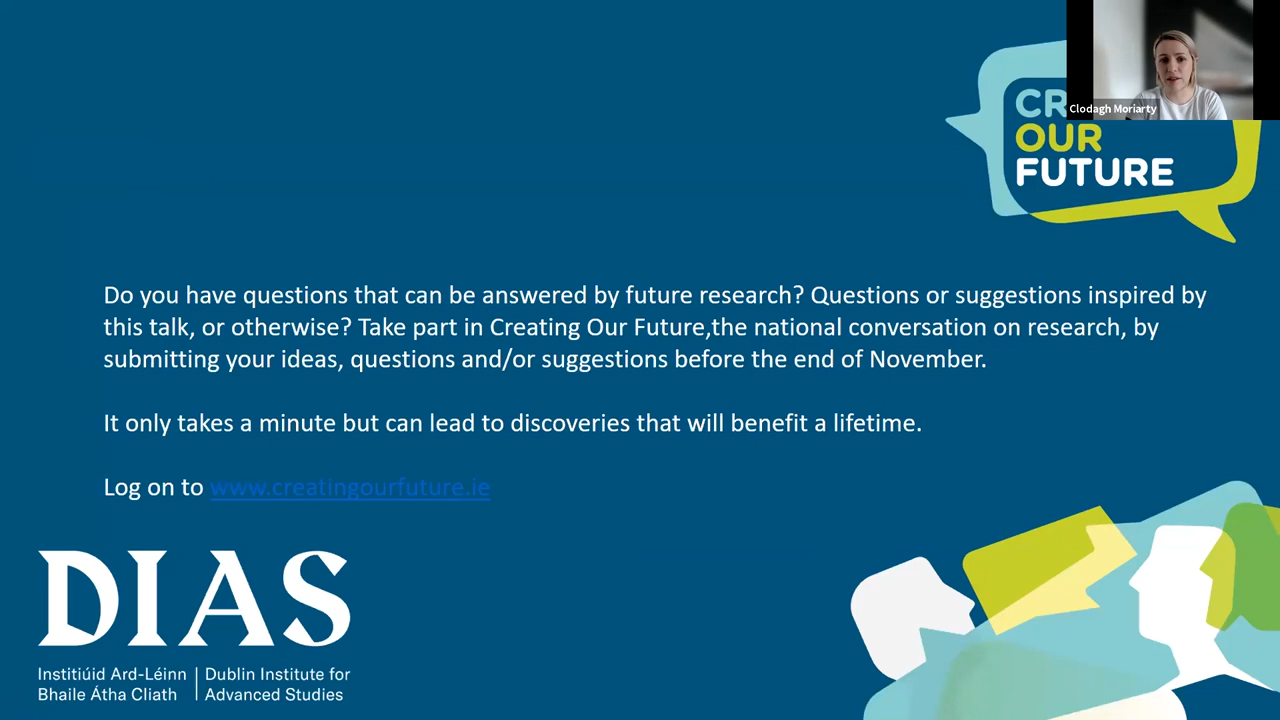 Clodagh Moriarty
CR
OUR
FUTURE
Do you have questions that can be answered by future research? Questions or suggestions inspired by
this talk, or otherwise? Take part in Creating Our Future,the national conversation on research, by
submitting your ideas, questions and/or suggestions before the end of November.
It only takes a minute but can lead to discoveries that will benefit a lifetime.
Log on to www.creatingourfuture.ie
DIAS
Institiúid Ard-Léinn
Bhaile Átha Cliath
Dublin Institute for
Advanced Studies